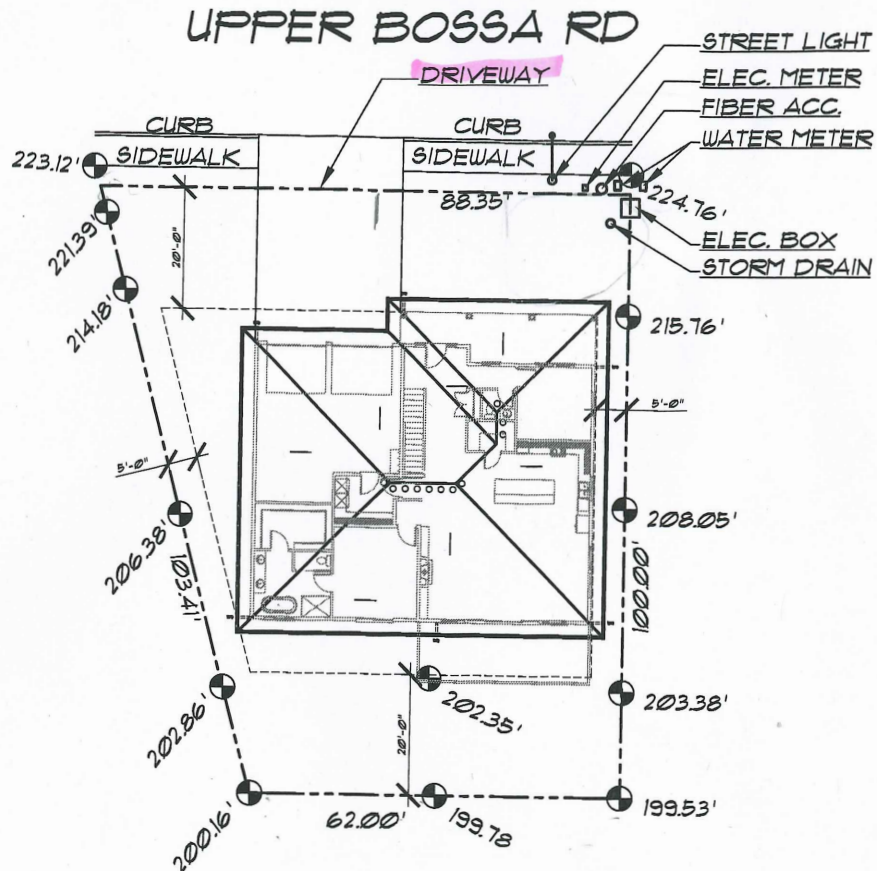 UPPER BOSSA RD
STREET LIGHT
DRIVEWAY
ELEC. METER
FIBER ACC.
CURB
CURB
WATER METER
SIDEWALK
SIDEWALK
223.12'
88.35'
224.76'
221.39'
20'-0"
ELEC. BOX
STORM DRAIN
214.18'
215.76'
5'-0"
5'-0"
206.38'
208.05'
103.41'
100.00'
202.86'
202.35'
203.38'
20'-0"
200.16'
62.00'
199.78
199.53'